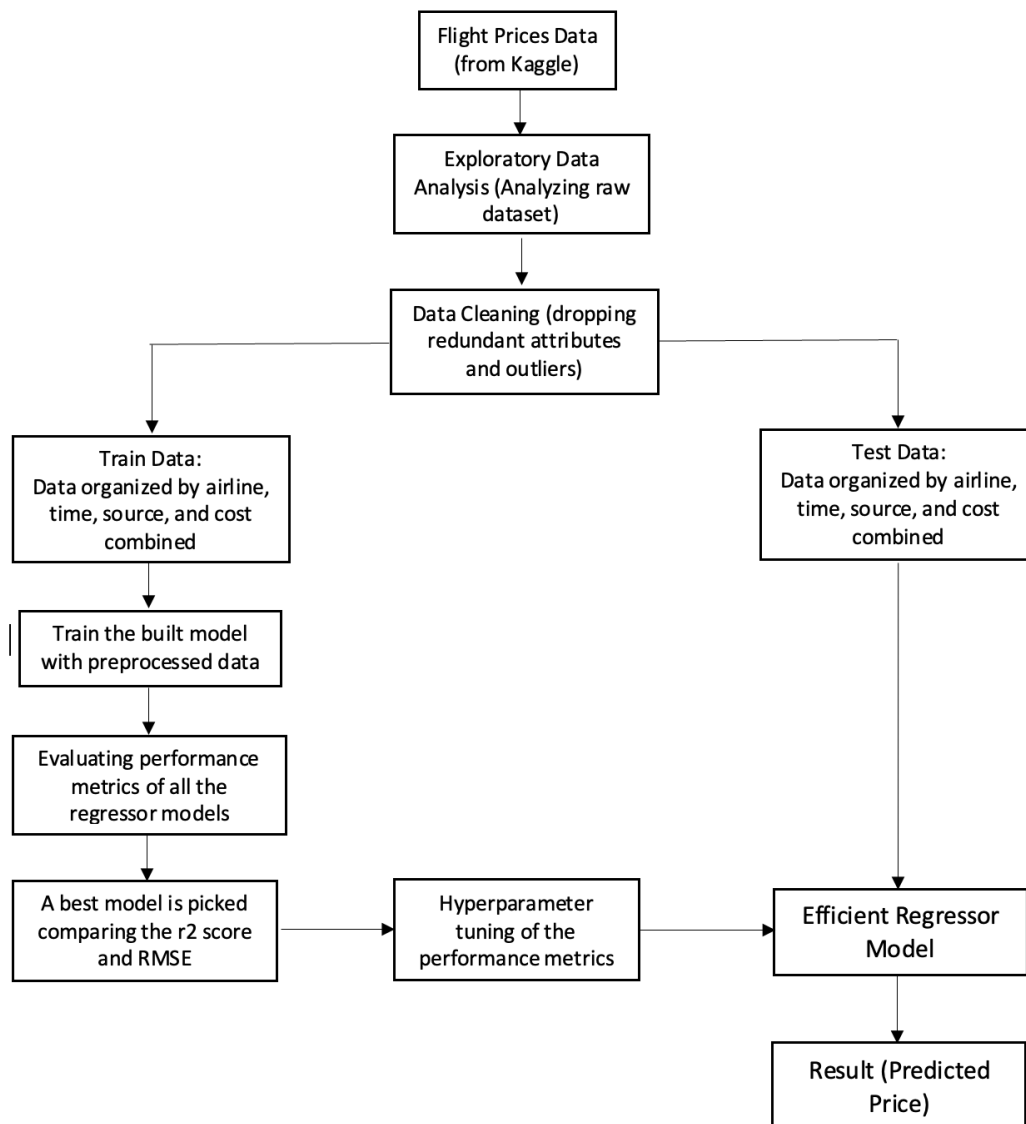 Flight Prices Data
(from Kaggle)
Exploratory Data
Analysis (Analyzing raw
dataset)
Data Cleaning (dropping
redundant attributes
and outliers)
Train Data:
Data organized by airline,
time, source, and cost
combined
Test Data:
Data organized by airline,
time, source, and cost
combined
Train the built model
with preprocessed data
Evaluating performance
metrics of all the
regressor models
A best model is picked
comparing the r2 score
and RMSE
Hyperparameter
tuning of the
performance metrics
Efficient Regressor
Model
Result (Predicted
Price)